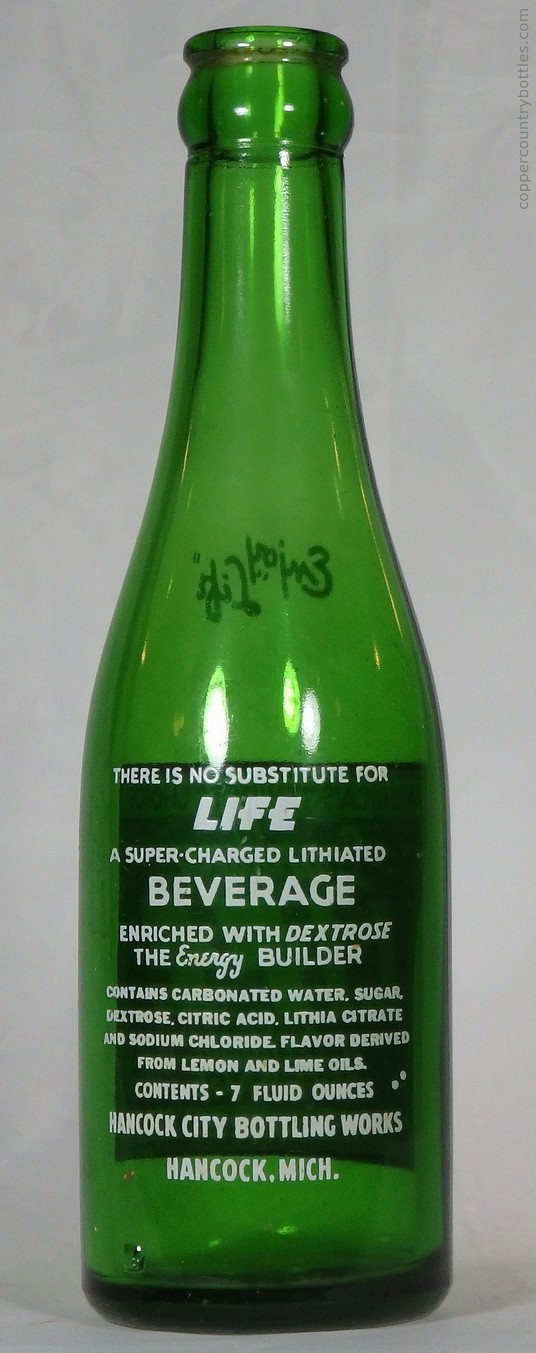 coppercountrybottles.com
Enjoy
"Life"
THERE IS NO SUBSTITUTE FOR
LIFE
A SUPER-CHARGED LITHIATED
BEVERAGE
ENRICHED WITH DEXTROSE
THE Energy BUILDER
CONTAINS CARBONATED WATER, SUGAR,
DEXTROSE, CITRIC ACID, LITHIA CITRATE
AND SODIUM CHLORIDE. FLAVOR DERIVED
FROM LEMON AND LIME OILS.
CONTENTS - 7 FLUID OUNCES
HANCOCK CITY BOTTLING WORKS
HANCOCK, MICH.